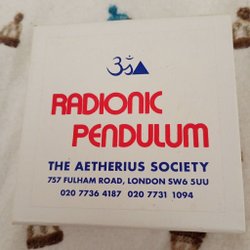 ॐ
RADIONIC
PENDULUM
THE AETHERIUS SOCIETY
757 FULHAM ROAD, LONDON SW6 5UU
020 7736 4187 020 7731 1094